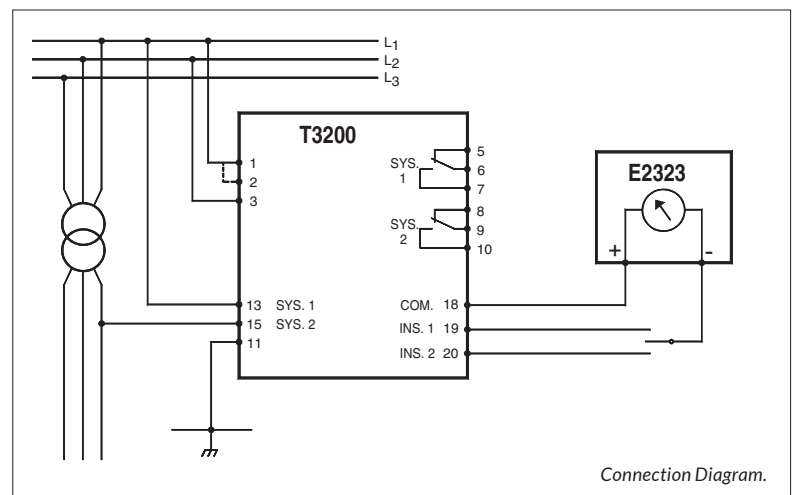 L1
L2
L3
T3200
1
2
3
SYS. 1
5
6
7
SYS. 2
8
9
10
E2323
+ -
13 SYS. 1
15 SYS. 2
11
COM. 18
INS. 1 19
INS. 2 20
Connection Diagram.